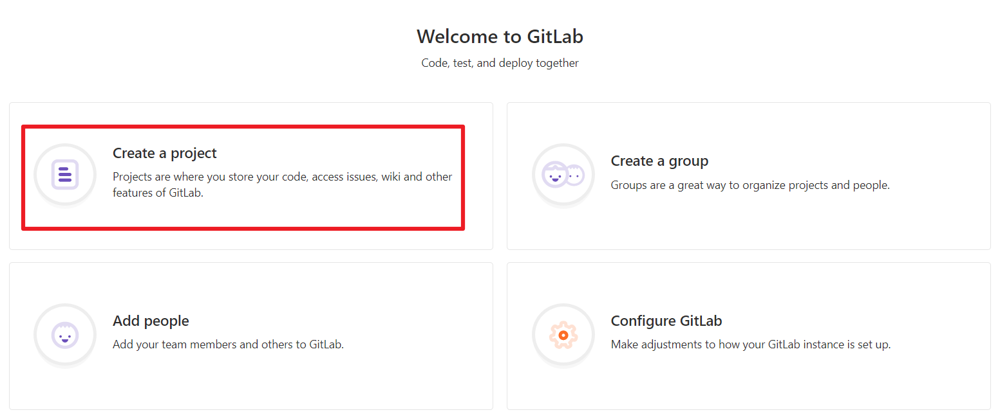 Welcome to GitLab
Code, test, and deploy together
Create a project
Projects are where you store your code, access issues, wiki and other
features of GitLab.
Create a group
Groups are a great way to organize projects and people.
Add people
Add your team members and others to GitLab.
Configure GitLab
Make adjustments to how your GitLab instance is set up.